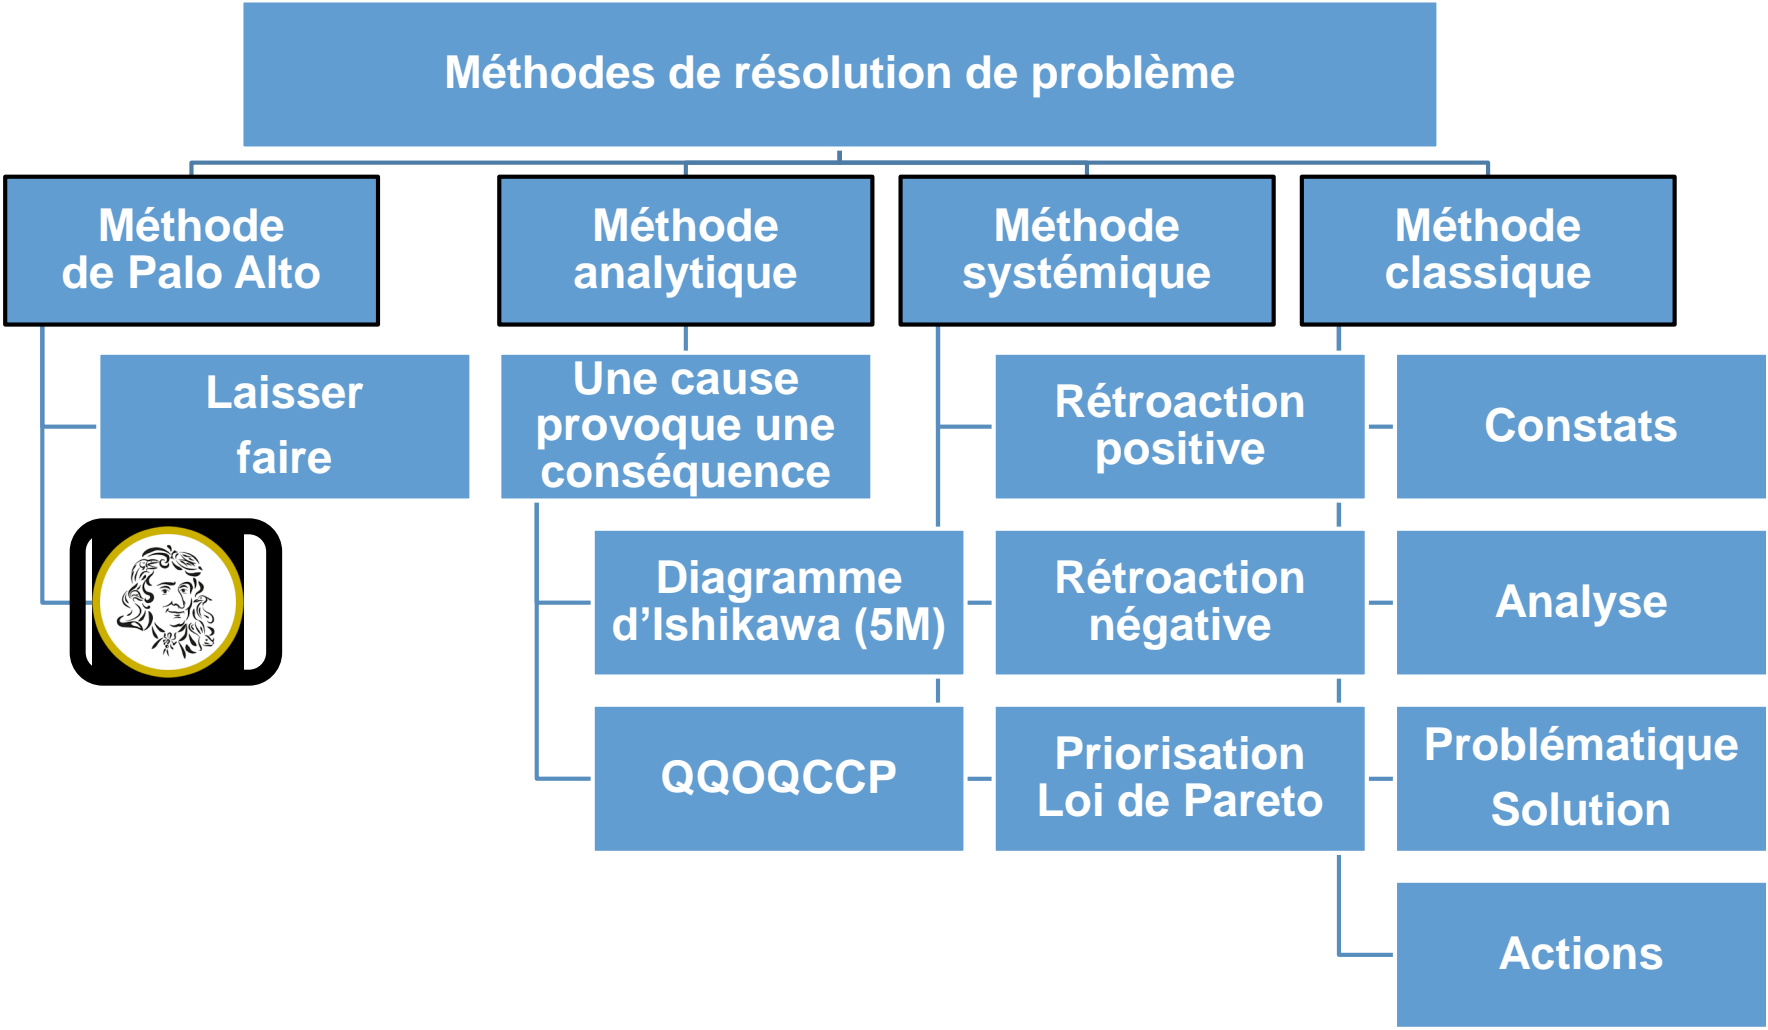 Méthodes de résolution de problème
Méthode
de Palo Alto
Méthode
analytique
Méthode
systémique
Méthode
classique
Laisser
faire
Une cause
provoque une
conséquence
Rétroaction
positive
Constats
Diagramme
d’Ishikawa (5M)
Rétroaction
négative
Analyse
QQOQCCP
Priorisation
Loi de Pareto
Problématique
Solution
Actions